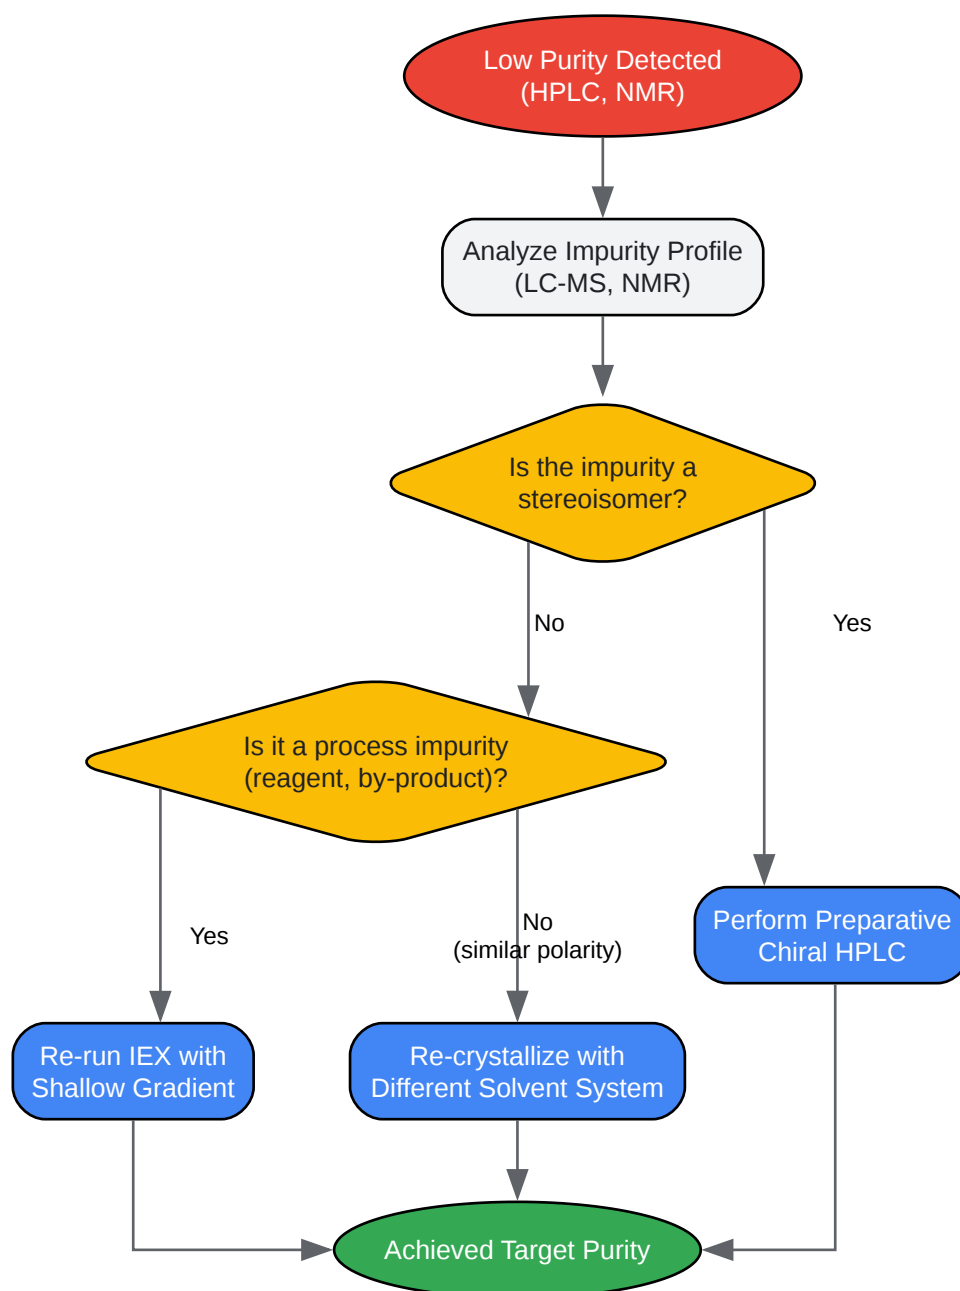 Low Purity Detected
(HPLC, NMR)
Analyze Impurity Profile
(LC-MS, NMR)
Is the impurity a
stereoisomer?
No
Yes
Is it a process impurity
(reagent, by-product)?
Yes
No
(similar polarity)
Perform Preparative
Chiral HPLC
Re-run IEX with
Shallow Gradient
Re-crystallize with
Different Solvent System
Achieved Target Purity